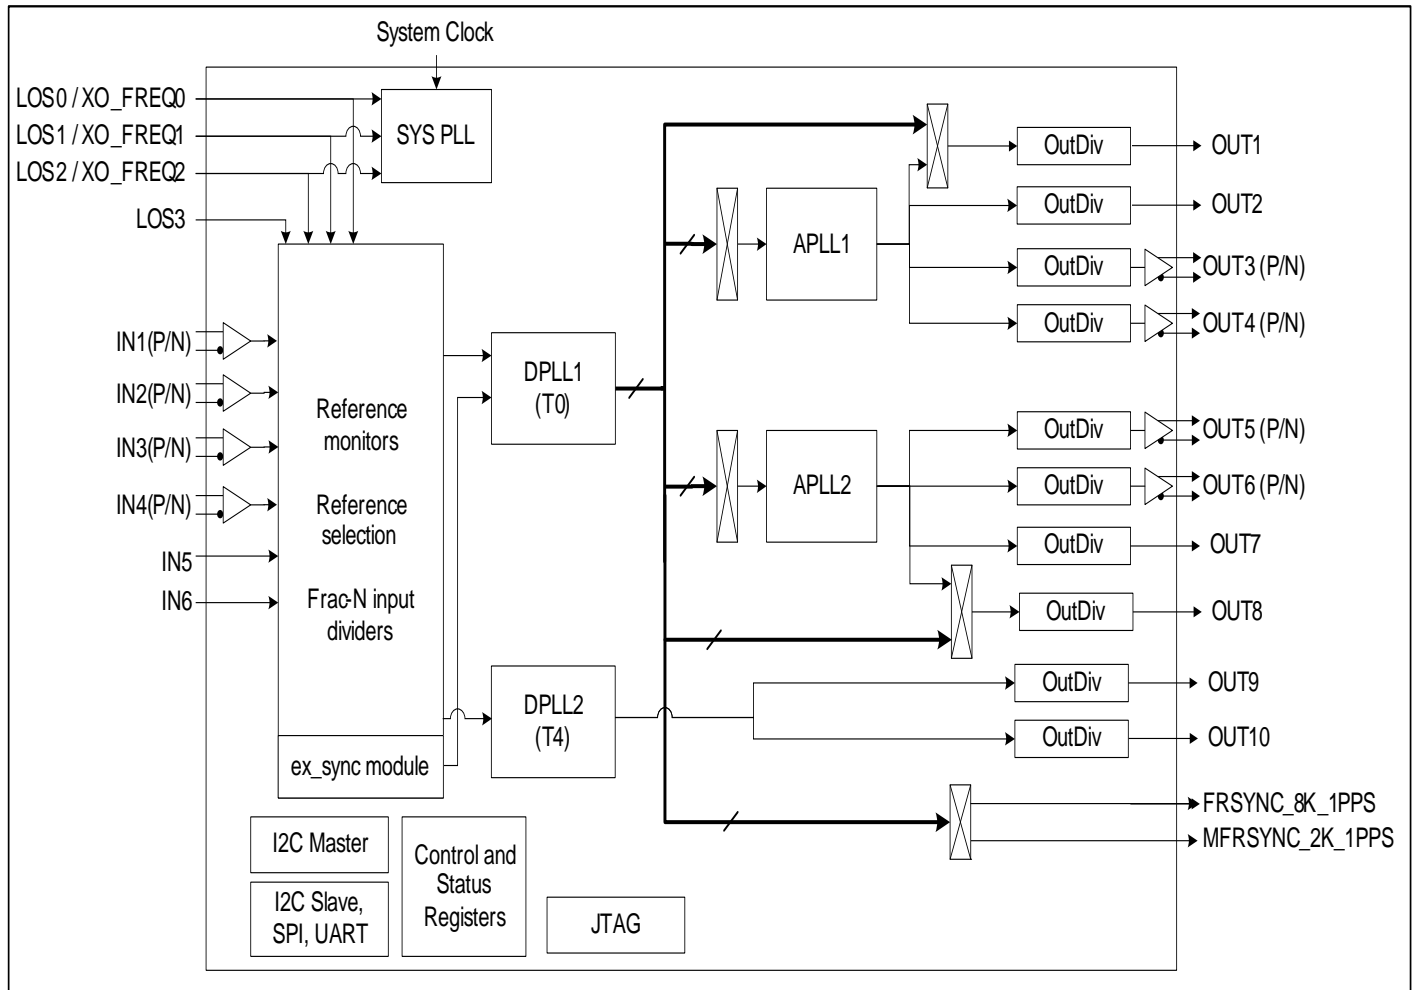 System Clock
LOS0 / XO_FREQ0
LOS1 / XO_FREQ1
LOS2 / XO_FREQ2
LOS3
SYS PLL
IN1(P/N)
IN2(P/N)
IN3(P/N)
IN4(P/N)
IN5
IN6
Reference
monitors
Reference
selection
Frac-N input
dividers
ex_sync module
DPLL1
(T0)
DPLL2
(T4)
APLL1
APLL2
OutDiv
OUT1
OutDiv
OUT2
OutDiv
OUT3 (P/N)
OutDiv
OUT4 (P/N)
OutDiv
OUT5 (P/N)
OutDiv
OUT6 (P/N)
OutDiv
OUT7
OutDiv
OUT8
OutDiv
OUT9
OutDiv
OUT10
FRSYNC_8K_1PPS
MFRSYNC_2K_1PPS
I2C Master
I2C Slave,
SPI, UART
Control and
Status
Registers
JTAG